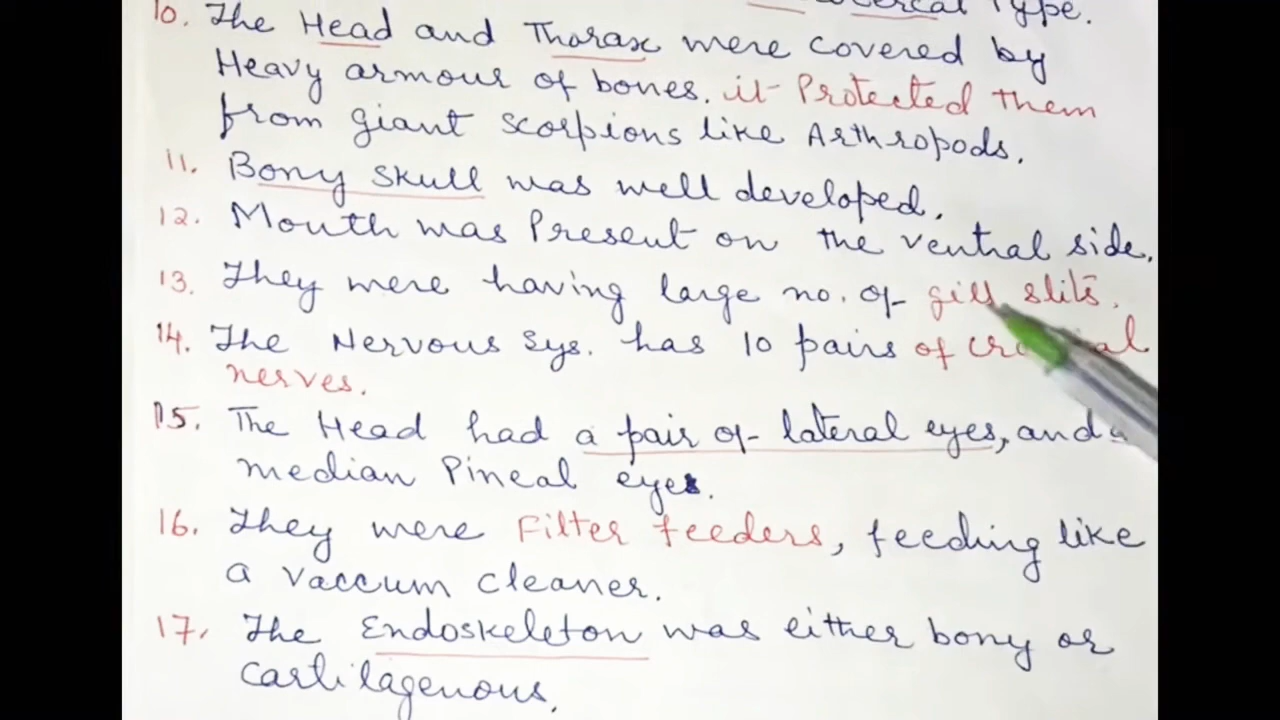 Type.
10. The Head and Thorax were covered by
Heavy armour of bones. it Protected them
from giant scorpions like Arthropods.
11. Bony skull was well developed.
12. Mouth was Present on the ventral side.
13. They were having large no. of gill slits.
14. The Nervous Sys. has 10 pairs of
nerves.
15. The Head had a pair of lateral eyes, and a
median Pineal eye.
16. They were Filter feeders, feeding like
a vaccum cleaner.
17. The Endoskeleton was either bony or
cartilagenous.